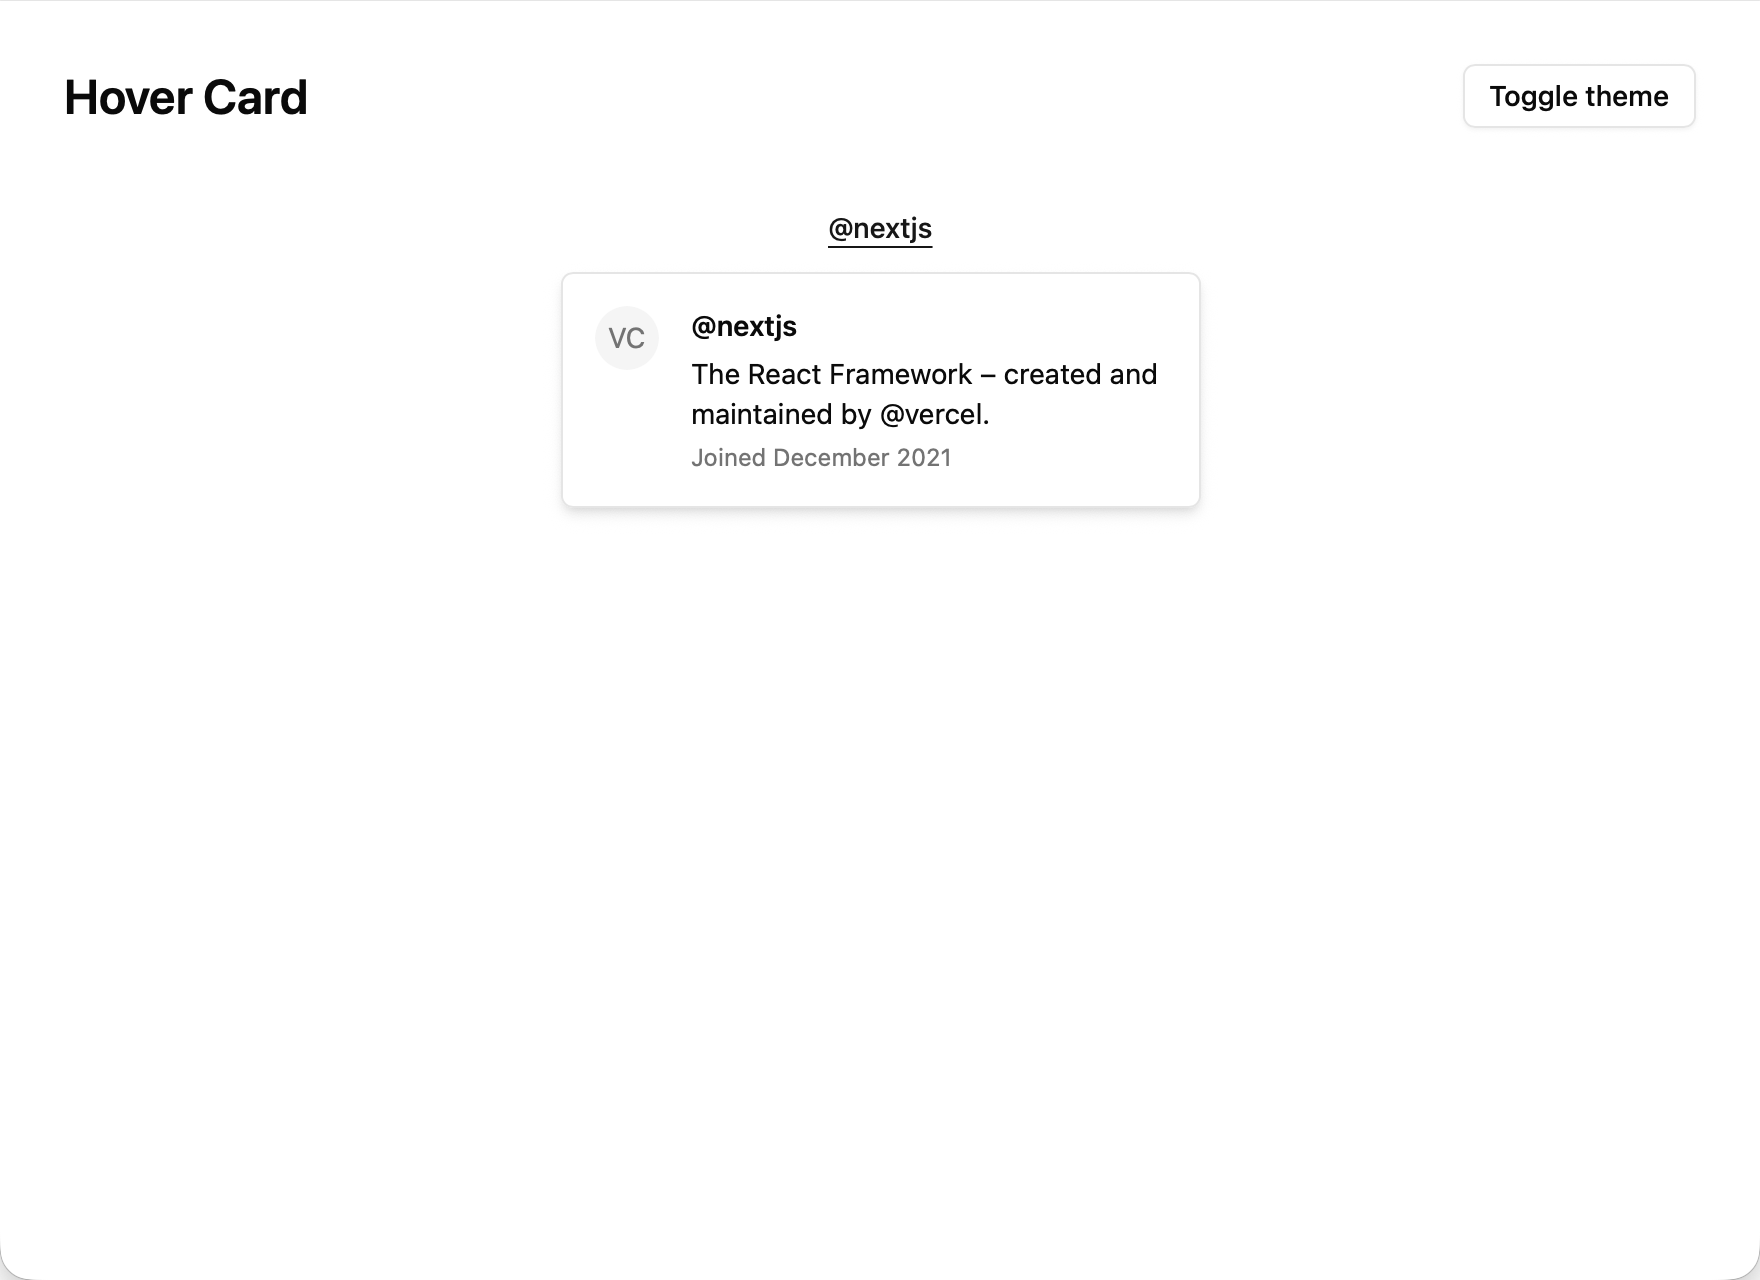 Hover Card
Toggle theme
@nextjs
VC
@nextjs
The React Framework – created and
maintained by @vercel.
Joined December 2021